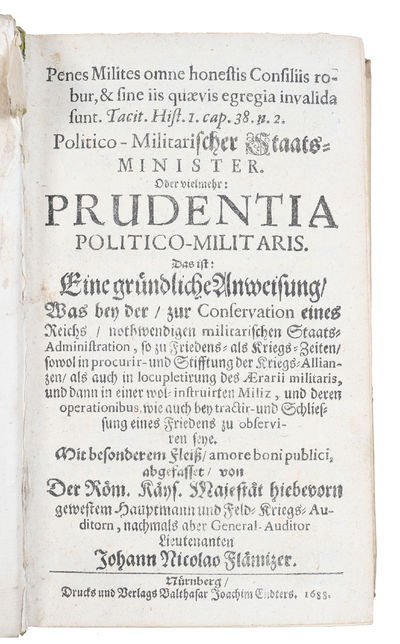 Penes Milites omne honestis Consiliis ro-
bur, & sine iis quævis egregia invalida
sunt. Tacit. Hist. 1. cap. 38. n. 2.
Politico-Militarischer Staats-
MINISTER.
Oder vielmehr:
PRUDENTIA
POLITICO-MILITARIS.
Das ist:
Eine gründliche Anweisung/
Was bey der / zur Conservation eines
Reichs / nothwendigen militarischen Staats-
Administration, so zu Friedens- als Kriegs-Zeiten/
sowol in procurir- und Stifftung der Kriegs-Allian-
zen/ als auch in locupletirung des Ærarii militaris,
und dann in einer wol-instruirten Miliz, und deren
operationibus, wie auch bey tractir- und Schlies-
sung eines Friedens zu observi-
ren seye.
Mit besonderem Fleiß/ amore boni publici,
abgefasset / von
Der Röm. Käys. Majestät hiebevorn
gewestem Hauptmann und Feld-Kriegs-Au-
ditorn, nachmals aber General-Auditor
Lieutenanten
Johann Nicolao Flämizer.
Nürnberg/
Drucks und Verlags Balthasar Joachim Endters. 1688.